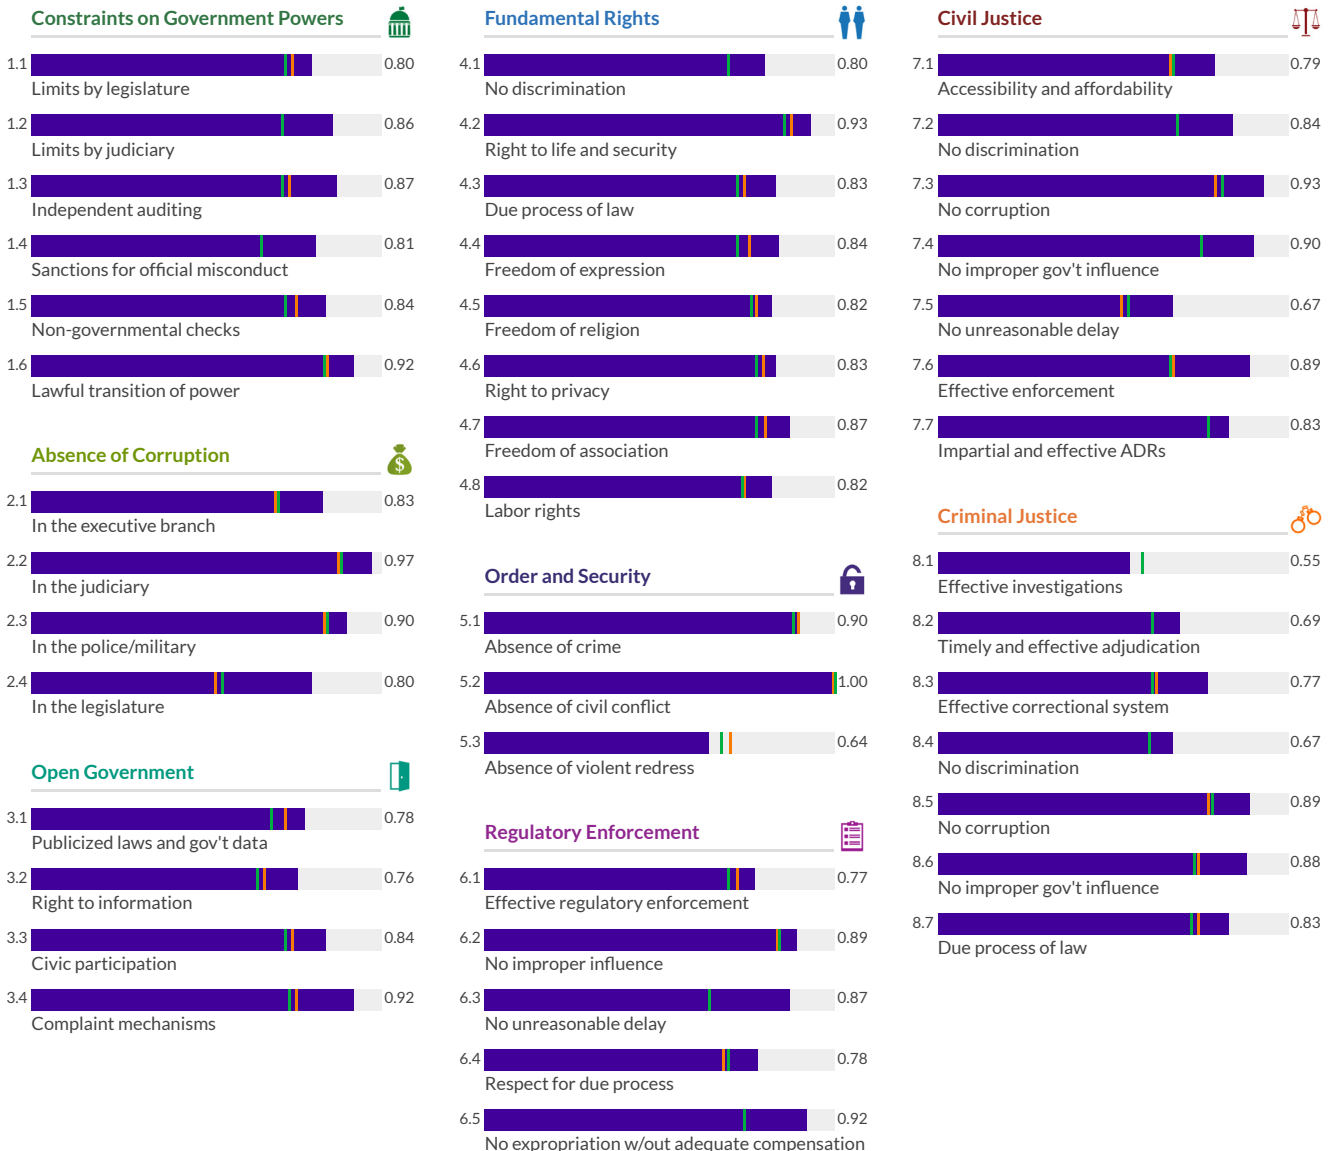 Constraints on Government Powers
1.1 0.80
Limits by legislature
1.2 0.86
Limits by judiciary
1.3 0.87
Independent auditing
1.4 0.81
Sanctions for official misconduct
1.5 0.84
Non-governmental checks
1.6 0.92
Lawful transition of power
Absence of Corruption
$
2.1 0.83
In the executive branch
2.2 0.97
In the judiciary
2.3 0.90
In the police/military
2.4 0.80
In the legislature
Open Government
3.1 0.78
Publicized laws and gov't data
3.2 0.76
Right to information
3.3 0.84
Civic participation
3.4 0.92
Complaint mechanisms
Fundamental Rights
4.1 0.80
No discrimination
4.2 0.93
Right to life and security
4.3 0.83
Due process of law
4.4 0.84
Freedom of expression
4.5 0.82
Freedom of religion
4.6 0.83
Right to privacy
4.7 0.87
Freedom of association
4.8 0.82
Labor rights
Order and Security
5.1 0.90
Absence of crime
5.2 1.00
Absence of civil conflict
5.3 0.64
Absence of violent redress
Regulatory Enforcement
6.1 0.77
Effective regulatory enforcement
6.2 0.89
No improper influence
6.3 0.87
No unreasonable delay
6.4 0.78
Respect for due process
6.5 0.92
No expropriation w/out adequate compensation
Civil Justice
7.1 0.79
Accessibility and affordability
7.2 0.84
No discrimination
7.3 0.93
No corruption
7.4 0.90
No improper gov't influence
7.5 0.67
No unreasonable delay
7.6 0.89
Effective enforcement
7.7 0.83
Impartial and effective ADRs
Criminal Justice
8.1 0.55
Effective investigations
8.2 0.69
Timely and effective adjudication
8.3 0.77
Effective correctional system
8.4 0.67
No discrimination
8.5 0.89
No corruption
8.6 0.88
No improper gov't influence
8.7 0.83
Due process of law